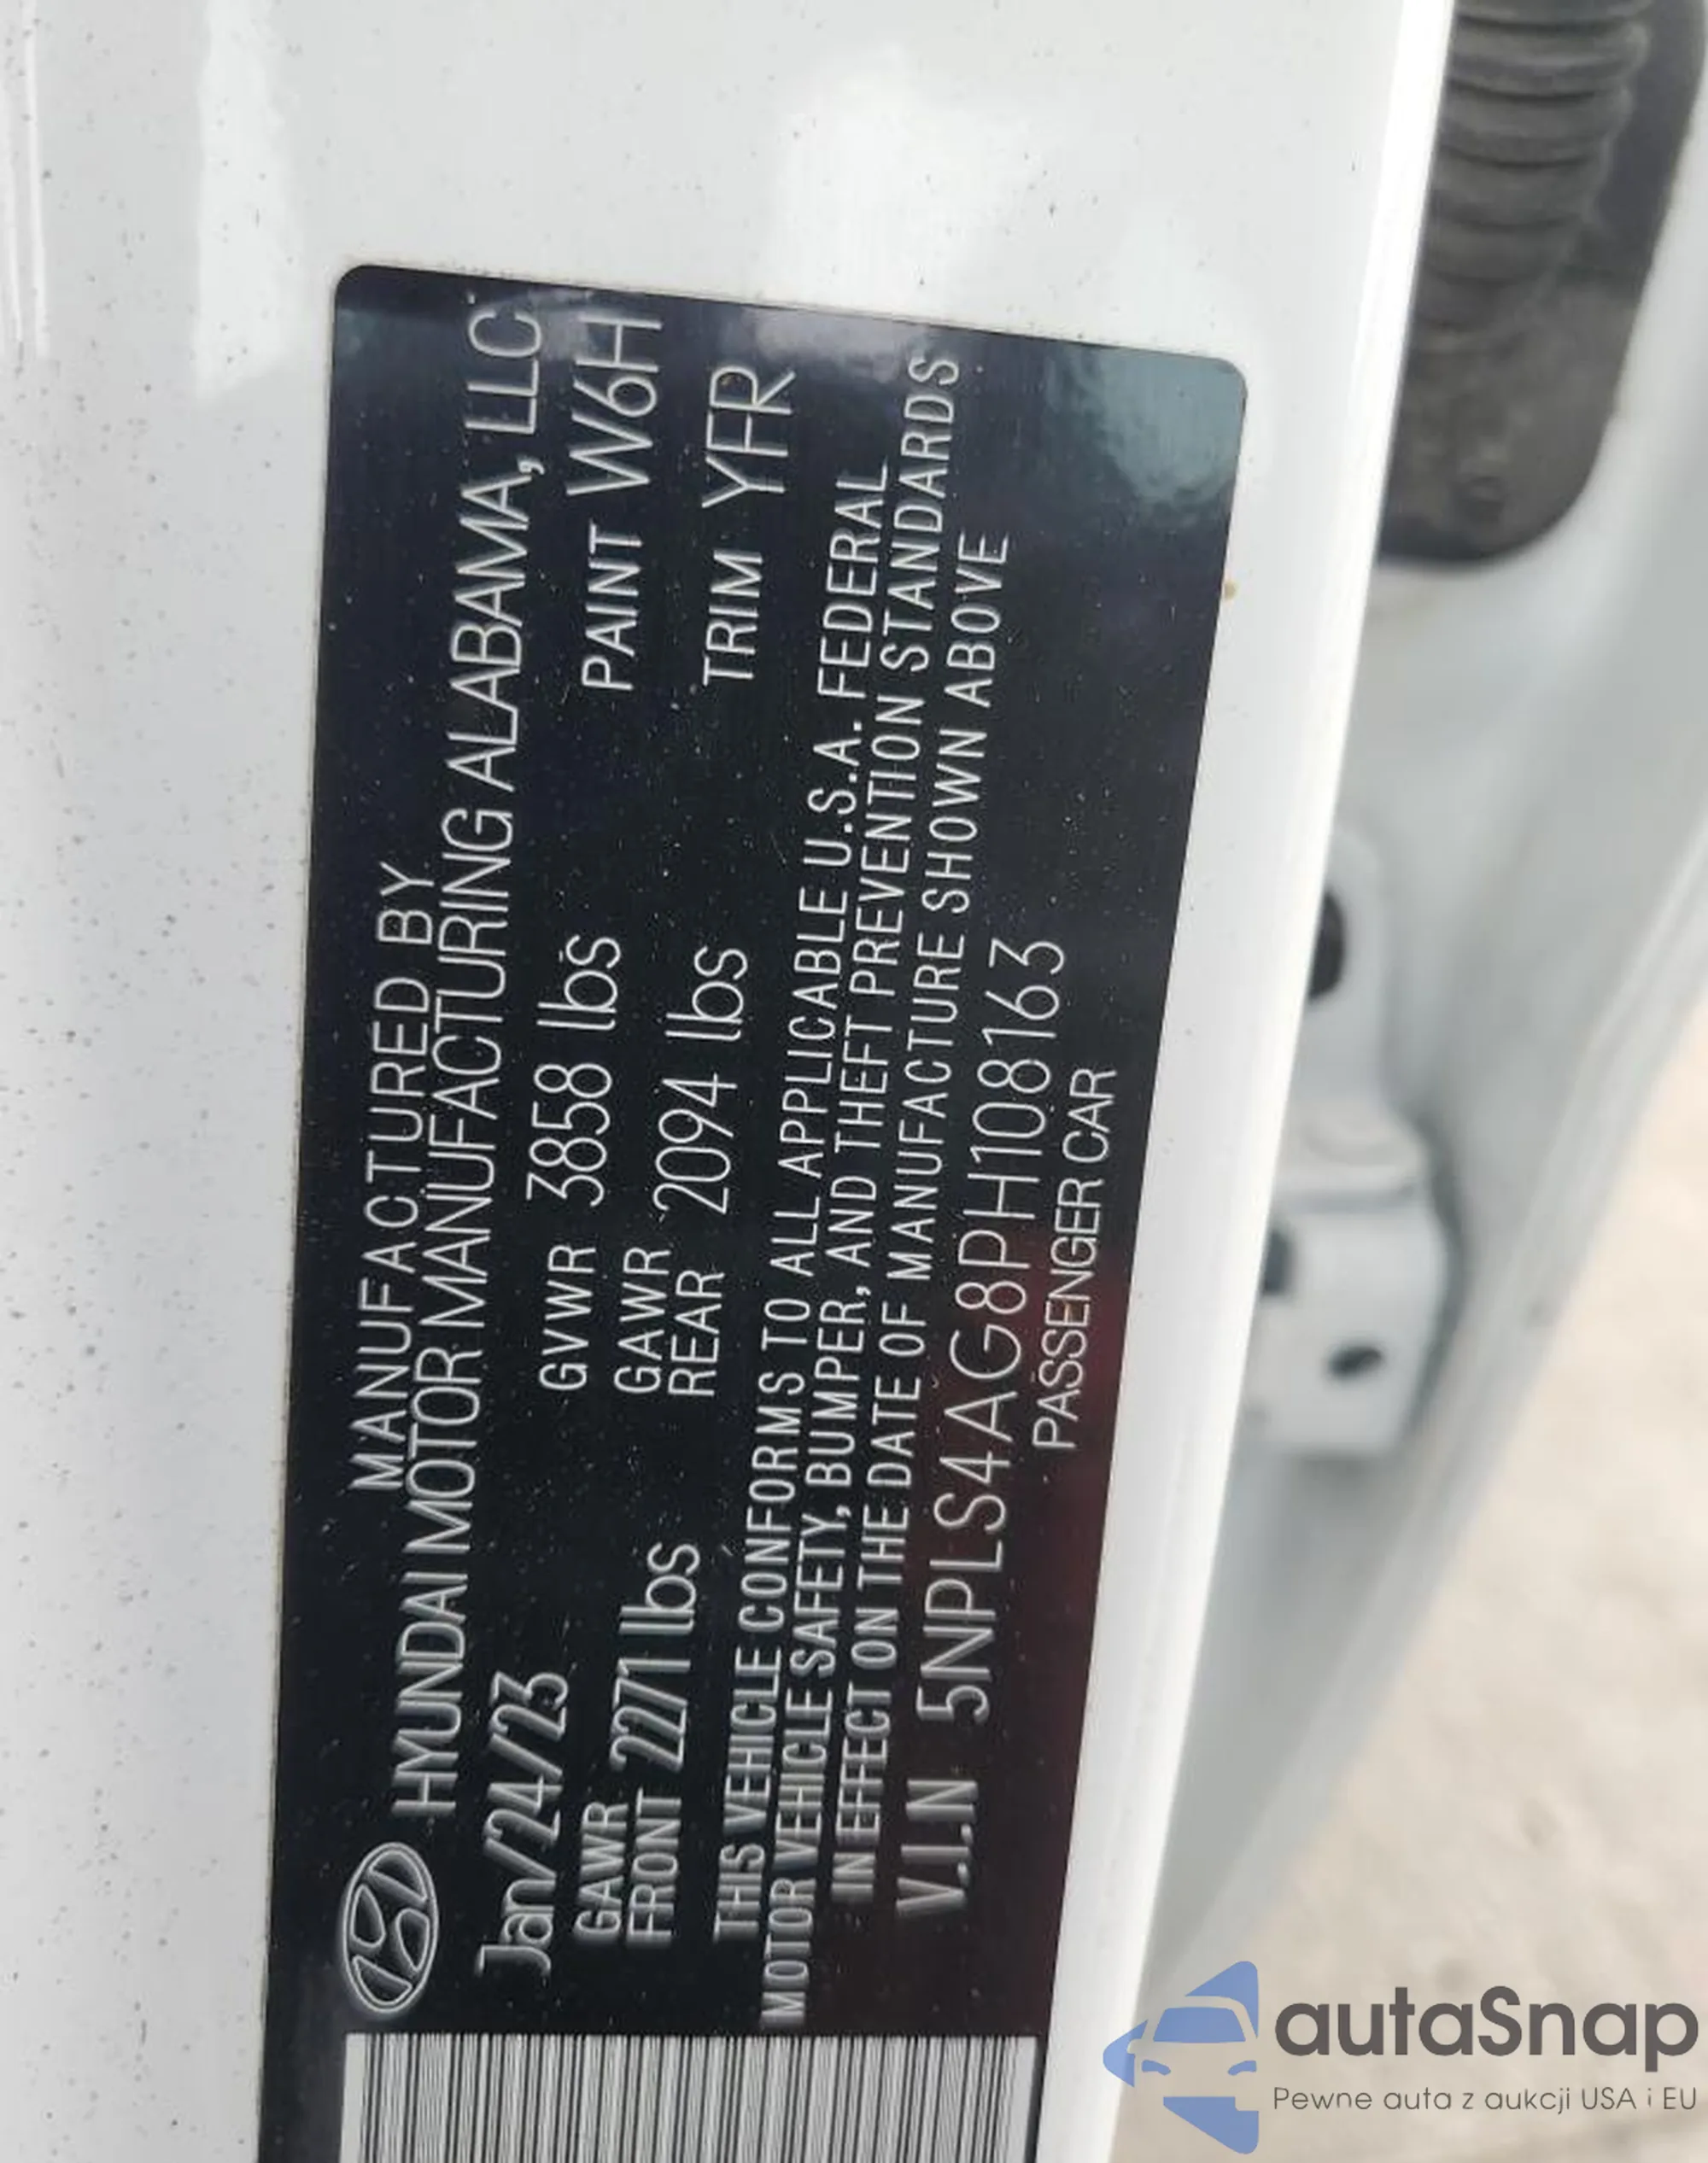 MANUFACTURED BY
HYUNDAI MOTOR MANUFACTURING ALABAMA, LLC
Jan/24/23 GVWR 3858 lbs PAINT W6H
GAWR FRONT 2271 lbs GAWR REAR 2094 lbs TRIM YFR
THIS VEHICLE CONFORMS TO ALL APPLICABLE U.S.A. FEDERAL
MOTOR VEHICLE SAFETY, BUMPER, AND THEFT PREVENTION STANDARDS
IN EFFECT ON THE DATE OF MANUFACTURE SHOWN ABOVE
V.I.N 5NPLS4AG8PH108163
PASSENGER CAR
autaSnap
Pewne auta z aukcji USA i EU